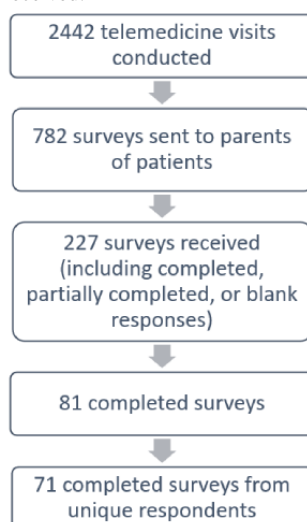 2442 telemedicine visits
conducted
782 surveys sent to parents
of patients
227 surveys received
(including completed,
partially completed, or blank
responses)
81 completed surveys
71 completed surveys from
unique respondents